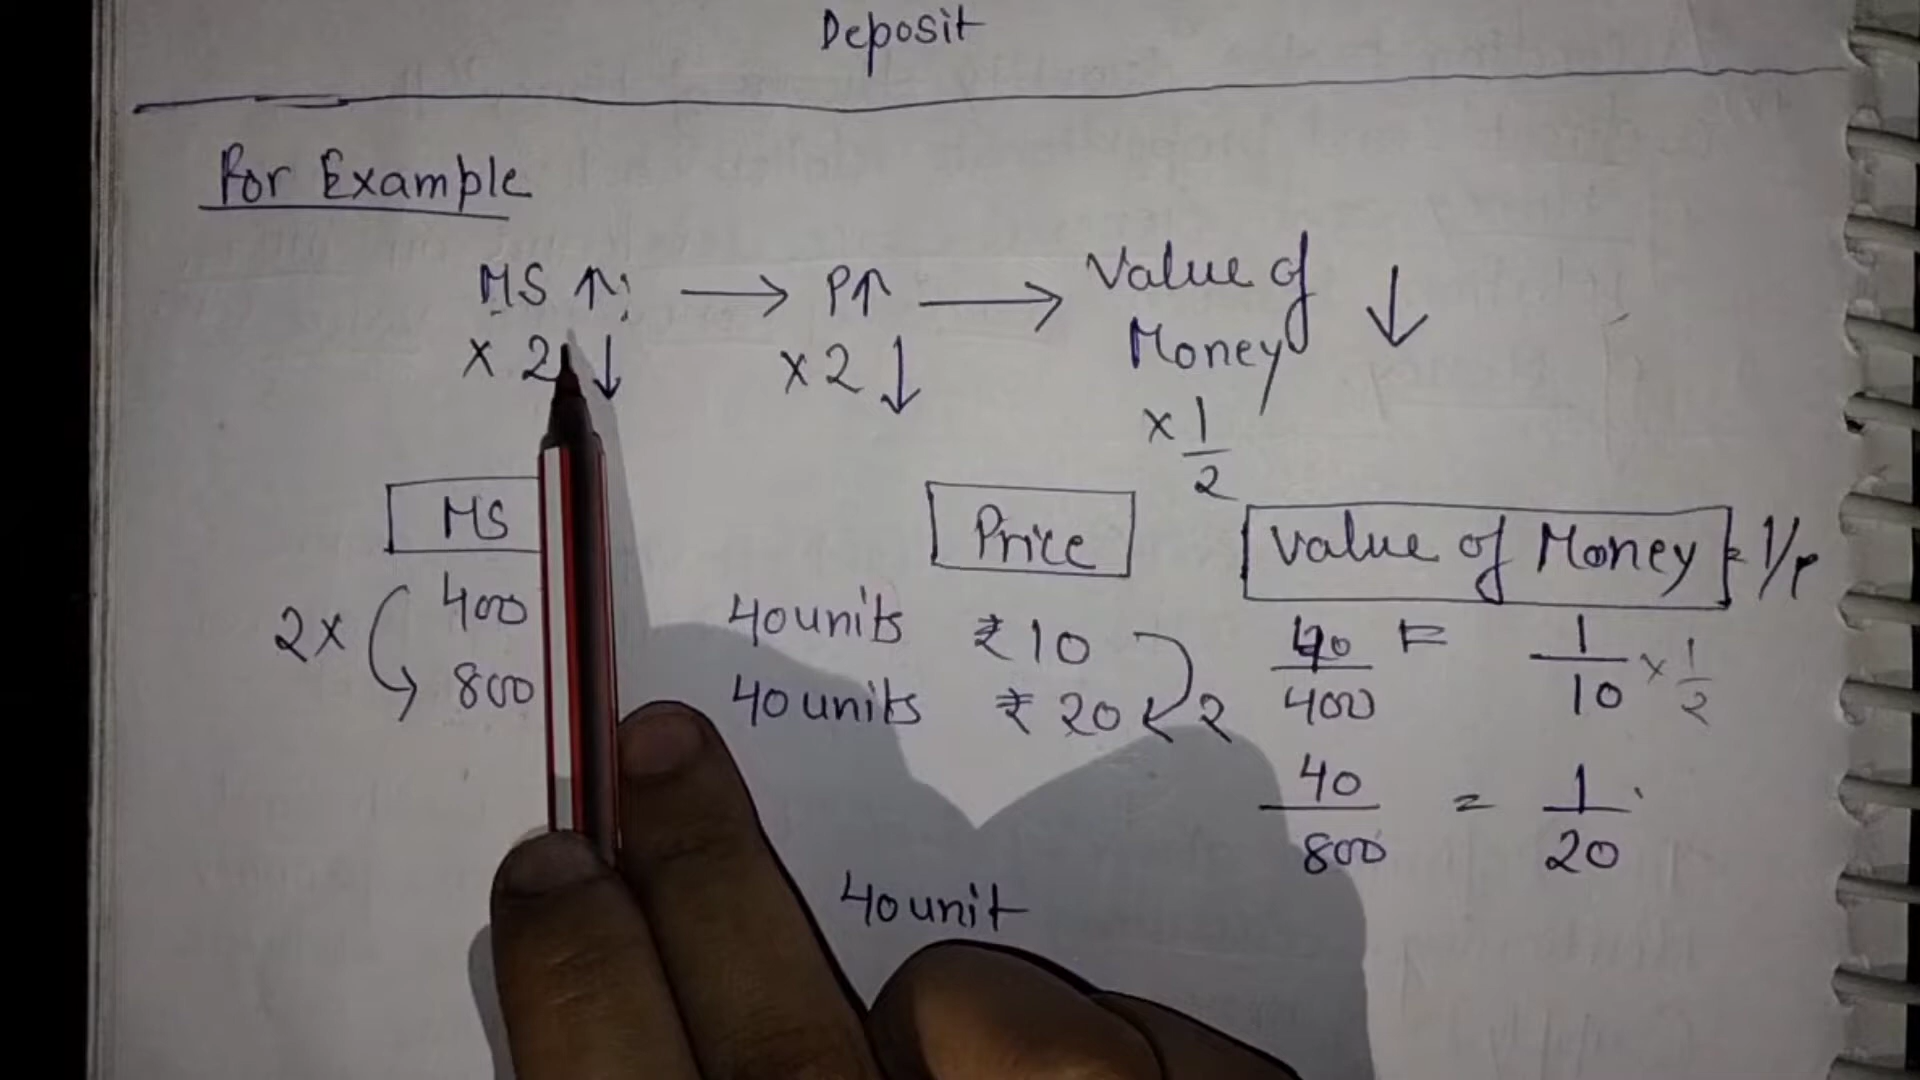 Deposit
For Example
MS ↑ → P↑ → Value of Money ↓
× 2 ↓ × 2 ↓ × 1/2
MS Price Value of Money = 1/P
2x 400 40 units ₹10 40/400 = 1/10 × 1/2
800 40 units ₹ 20 2 40/800 = 1/20
40 unit